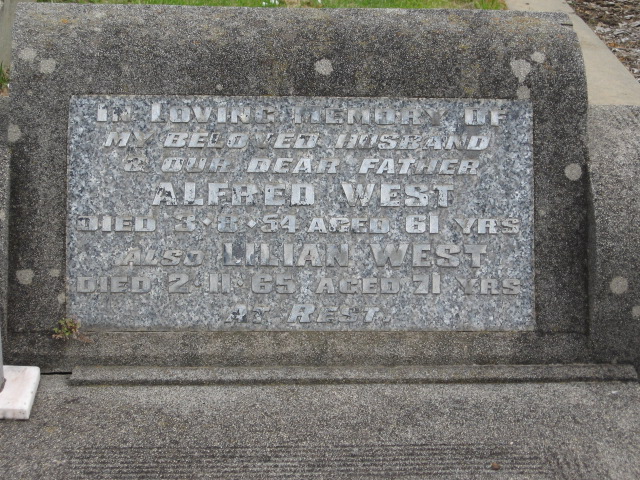 IN LOVING MEMORY OF
MY BELOVED HUSBAND
& OUR DEAR FATHER
ALFRED WEST
DIED 3·8·54 AGED 61 YRS
ALSO LILIAN WEST
DIED 2·11·65 AGED 71 YRS
AT REST.